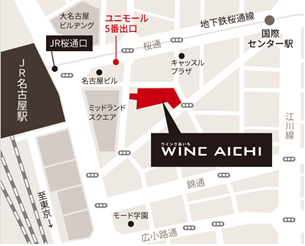 大名古屋
ビルヂング
ユニモール
5番出口
地下鉄桜通線
国際
センター駅
JR桜通口
桜通
名古屋ビル
キャッスル
プラザ
JR名古屋駅
ミッドランド
スクエア
ウインクあいち
WINC AICHI
江川線
錦通
至東京→
モード学園
広小路通